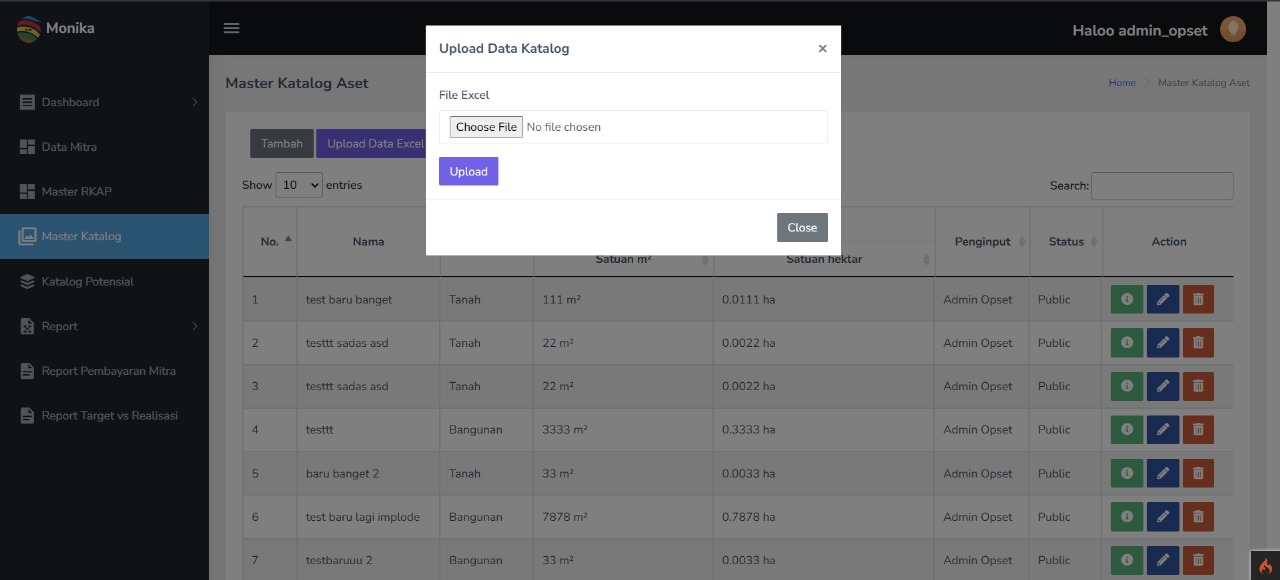 Monika
Haloo admin_opset
Upload Data Katalog
×
Master Katalog Aset
Home
Master Katalog Aset
File Excel
Choose File No file chosen
Upload
Close
Dashboard
Data Mitra
Master RKAP
Master Katalog
Katalog Potensial
Report
Report Pembayaran Mitra
Report Target vs Realisasi
Tambah
Upload Data Excel
Show 10 entries
Search:
No. Nama Satuan m² Satuan hektar Penginput Status Action
1 test baru banget Tanah 111 m² 0.0111 ha Admin Opset Public
2 testtt sadas asd Tanah 22 m² 0.0022 ha Admin Opset Public
3 testtt sadas asd Tanah 22 m² 0.0022 ha Admin Opset Public
4 testtt Bangunan 3333 m² 0.3333 ha Admin Opset Public
5 baru banget 2 Tanah 33 m² 0.0033 ha Admin Opset Public
6 test baru lagi implode Bangunan 7878 m² 0.7878 ha Admin Opset Public
7 testbaruuu 2 Bangunan 33 m² 0.0033 ha Admin Opset Public